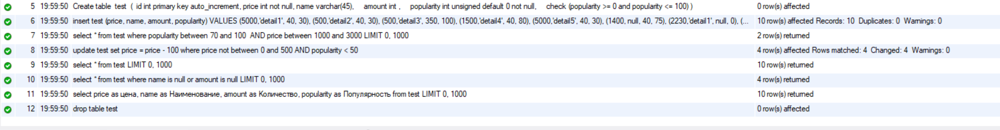 5 19:59:50 Create table test ( id int primary key auto_increment, price int not null, name varchar(45), amount int , popularity int unsigned default 0 not null, check (popularity >= 0 and popularity <= 100) ) 0 row(s) affected
6 19:59:50 insert test (price, name, amount, popularity) VALUES (5000,'detail1', 40, 30), (500,'detail2', 40, 30), (500,'detail3', 350, 100), (1500,'detail4', 40, 80), (5000,'detail5', 40, 30), (1400, null, 40, 75), (2230,'detail1', null, 0), (... 10 row(s) affected Records: 10 Duplicates: 0 Warnings: 0
7 19:59:50 select * from test where popularity between 70 and 100 AND price between 1000 and 3000 LIMIT 0, 1000 2 row(s) returned
8 19:59:50 update test set price = price - 100 where price not between 0 and 500 AND popularity < 50 4 row(s) affected Rows matched: 4 Changed: 4 Warnings: 0
9 19:59:50 select * from test LIMIT 0, 1000 10 row(s) returned
10 19:59:50 select * from test where name is null or amount is null LIMIT 0, 1000 4 row(s) returned
11 19:59:50 select price as цена, name as Наименование, amount as Количество, popularity as Популярность from test LIMIT 0, 1000 10 row(s) returned
12 19:59:50 drop table test 0 row(s) affected